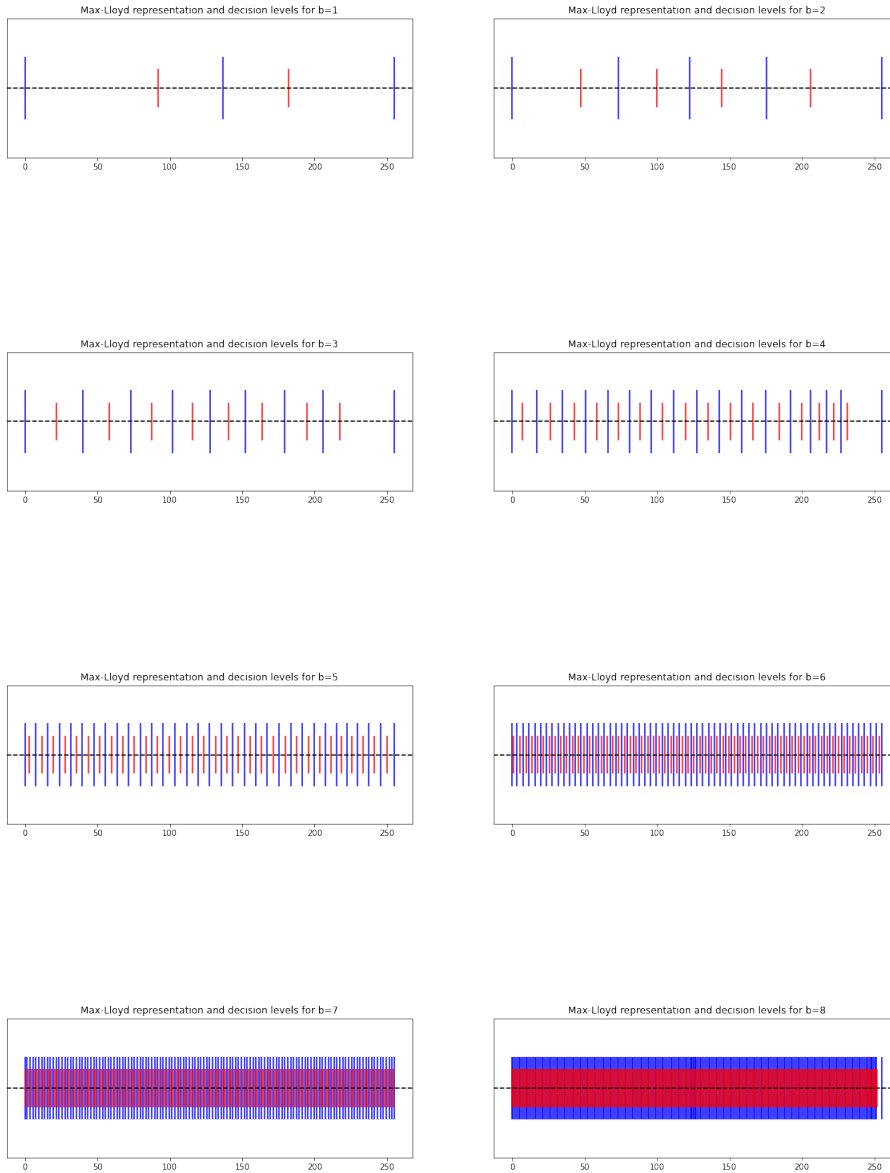 Max-Lloyd representation and decision levels for b=1
0 50 100 150 200 250
Max-Lloyd representation and decision levels for b=2
0 50 100 150 200 250
Max-Lloyd representation and decision levels for b=3
0 50 100 150 200 250
Max-Lloyd representation and decision levels for b=4
0 50 100 150 200 250
Max-Lloyd representation and decision levels for b=5
0 50 100 150 200 250
Max-Lloyd representation and decision levels for b=6
0 50 100 150 200 250
Max-Lloyd representation and decision levels for b=7
0 50 100 150 200 250
Max-Lloyd representation and decision levels for b=8
0 50 100 150 200 250